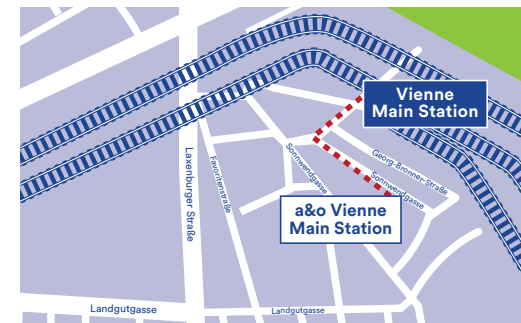 Vienne
Main Station
Georg-Bronner-Straße
Sonnwendgasse
Sonnwendgasse
Favoritenstraße
Laxenburger Straße
a&o Vienne
Main Station
Landgutgasse
Landgutgasse